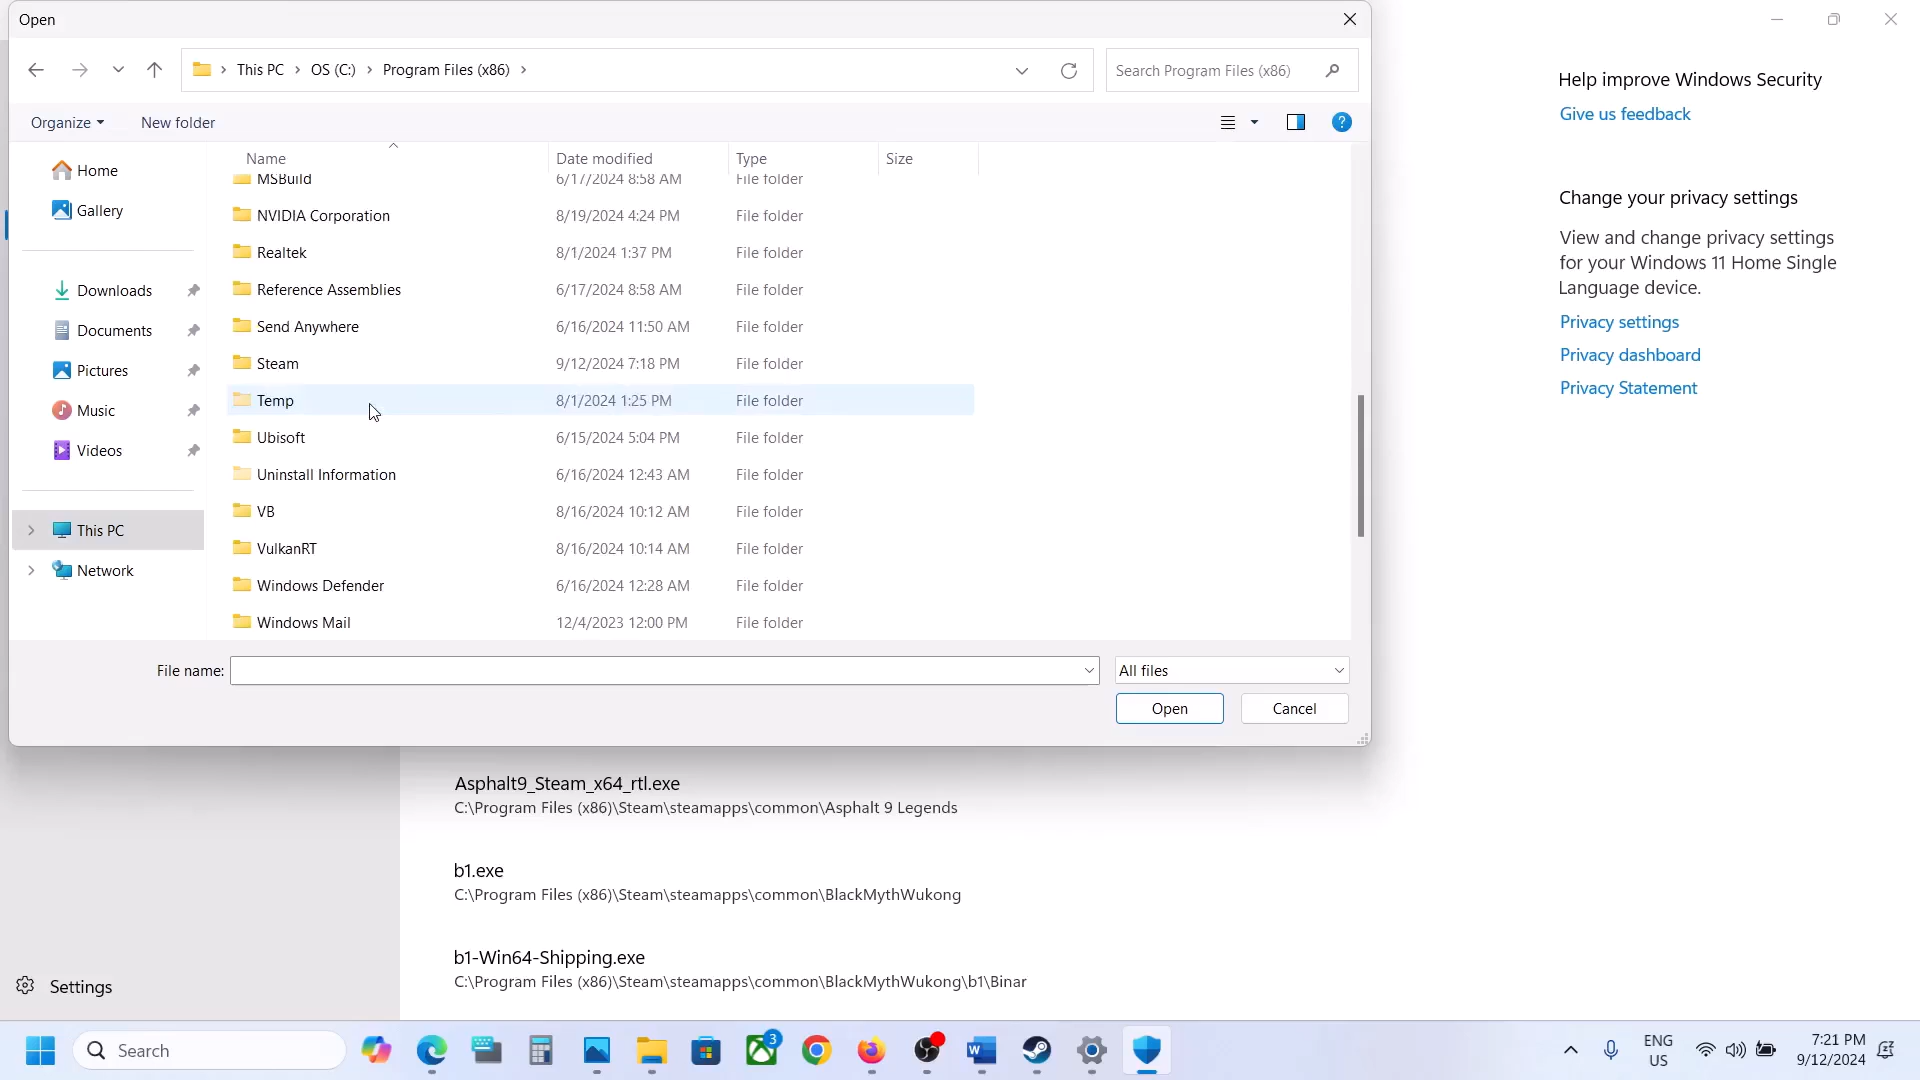 Open
This PC > OS (C:) > Program Files (x86) >
Search Program Files (x86)
Organize
New folder
Home
Gallery
Downloads
Documents
Pictures
Music
Videos
This PC
Network
Name Date modified Type Size
MSBuild 6/17/2024 8:58 AM File folder
NVIDIA Corporation 8/19/2024 4:24 PM File folder
Realtek 8/1/2024 1:37 PM File folder
Reference Assemblies 6/17/2024 8:58 AM File folder
Send Anywhere 6/16/2024 11:50 AM File folder
Steam 9/12/2024 7:18 PM File folder
Temp 8/1/2024 1:25 PM File folder
Ubisoft 6/15/2024 5:04 PM File folder
Uninstall Information 6/16/2024 12:43 AM File folder
VB 8/16/2024 10:12 AM File folder
VulkanRT 8/16/2024 10:14 AM File folder
Windows Defender 6/16/2024 12:28 AM File folder
Windows Mail 12/4/2023 12:00 PM File folder
File name:
All files
Open
Cancel
Help improve Windows Security
Give us feedback
Change your privacy settings
View and change privacy settings
for your Windows 11 Home Single
Language device.
Privacy settings
Privacy dashboard
Privacy Statement
Asphalt9_Steam_x64_rtl.exe
C:\Program Files (x86)\Steam\steamapps\common\Asphalt 9 Legends
b1.exe
C:\Program Files (x86)\Steam\steamapps\common\BlackMythWukong
b1-Win64-Shipping.exe
C:\Program Files (x86)\Steam\steamapps\common\BlackMythWukong\b1\Binar
Settings
Search
3
ENG
US
7:21 PM
9/12/2024